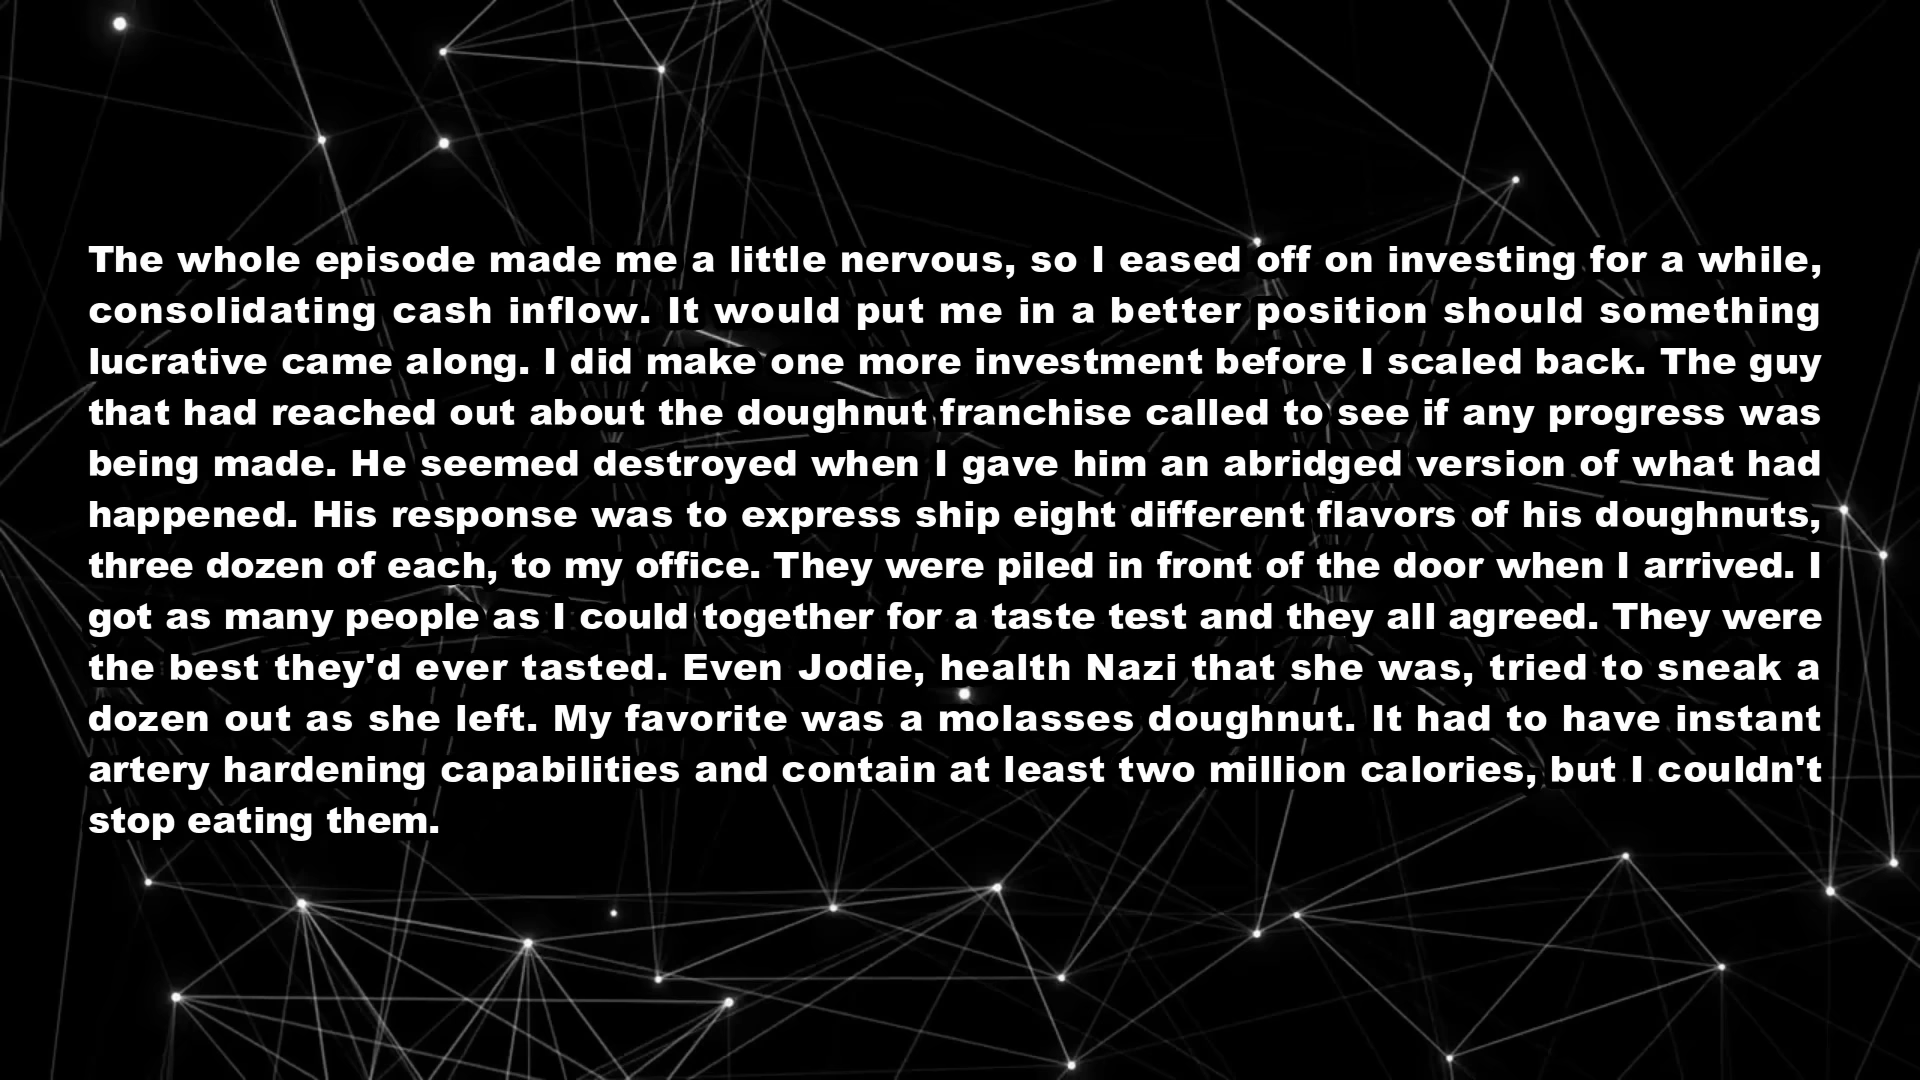 The whole episode made me a little nervous, so I eased off on investing for a while,
consolidating cash inflow. It would put me in a better position should something
lucrative came along. I did make one more investment before I scaled back. The guy
that had reached out about the doughnut franchise called to see if any progress was
being made. He seemed destroyed when I gave him an abridged version of what had
happened. His response was to express ship eight different flavors of his doughnuts,
three dozen of each, to my office. They were piled in front of the door when I arrived. I
got as many people as I could together for a taste test and they all agreed. They were
the best they'd ever tasted. Even Jodie, health Nazi that she was, tried to sneak a
dozen out as she left. My favorite was a molasses doughnut. It had to have instant
artery hardening capabilities and contain at least two million calories, but I couldn't
stop eating them.